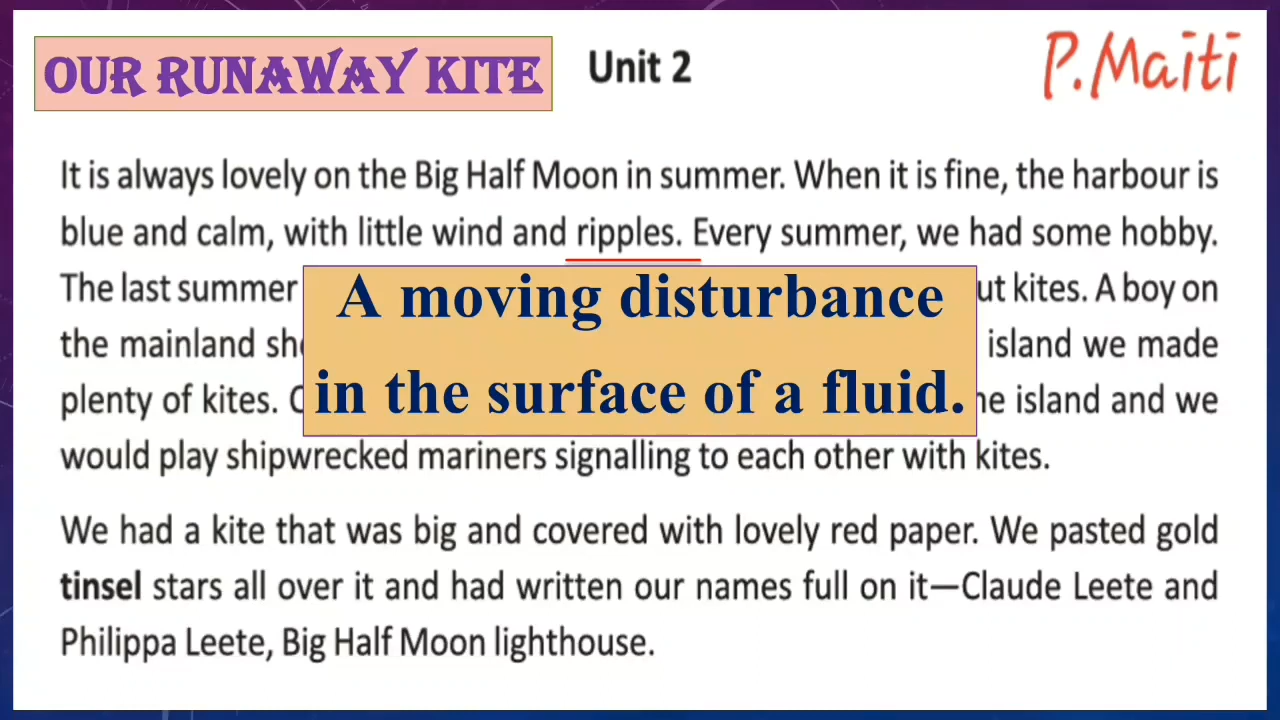 OUR RUNAWAY KITE
Unit 2
P.Maiti
It is always lovely on the Big Half Moon in summer. When it is fine, the harbour is
blue and calm, with little wind and ripples. Every summer, we had some hobby.
The last summer ut kites. A boy on
the mainland island we made
plenty of kites. island and we
would play shipwrecked mariners signalling to each other with kites.
A moving disturbance
in the surface of a fluid.
We had a kite that was big and covered with lovely red paper. We pasted gold
tinsel stars all over it and had written our names full on it—Claude Leete and
Philippa Leete, Big Half Moon lighthouse.